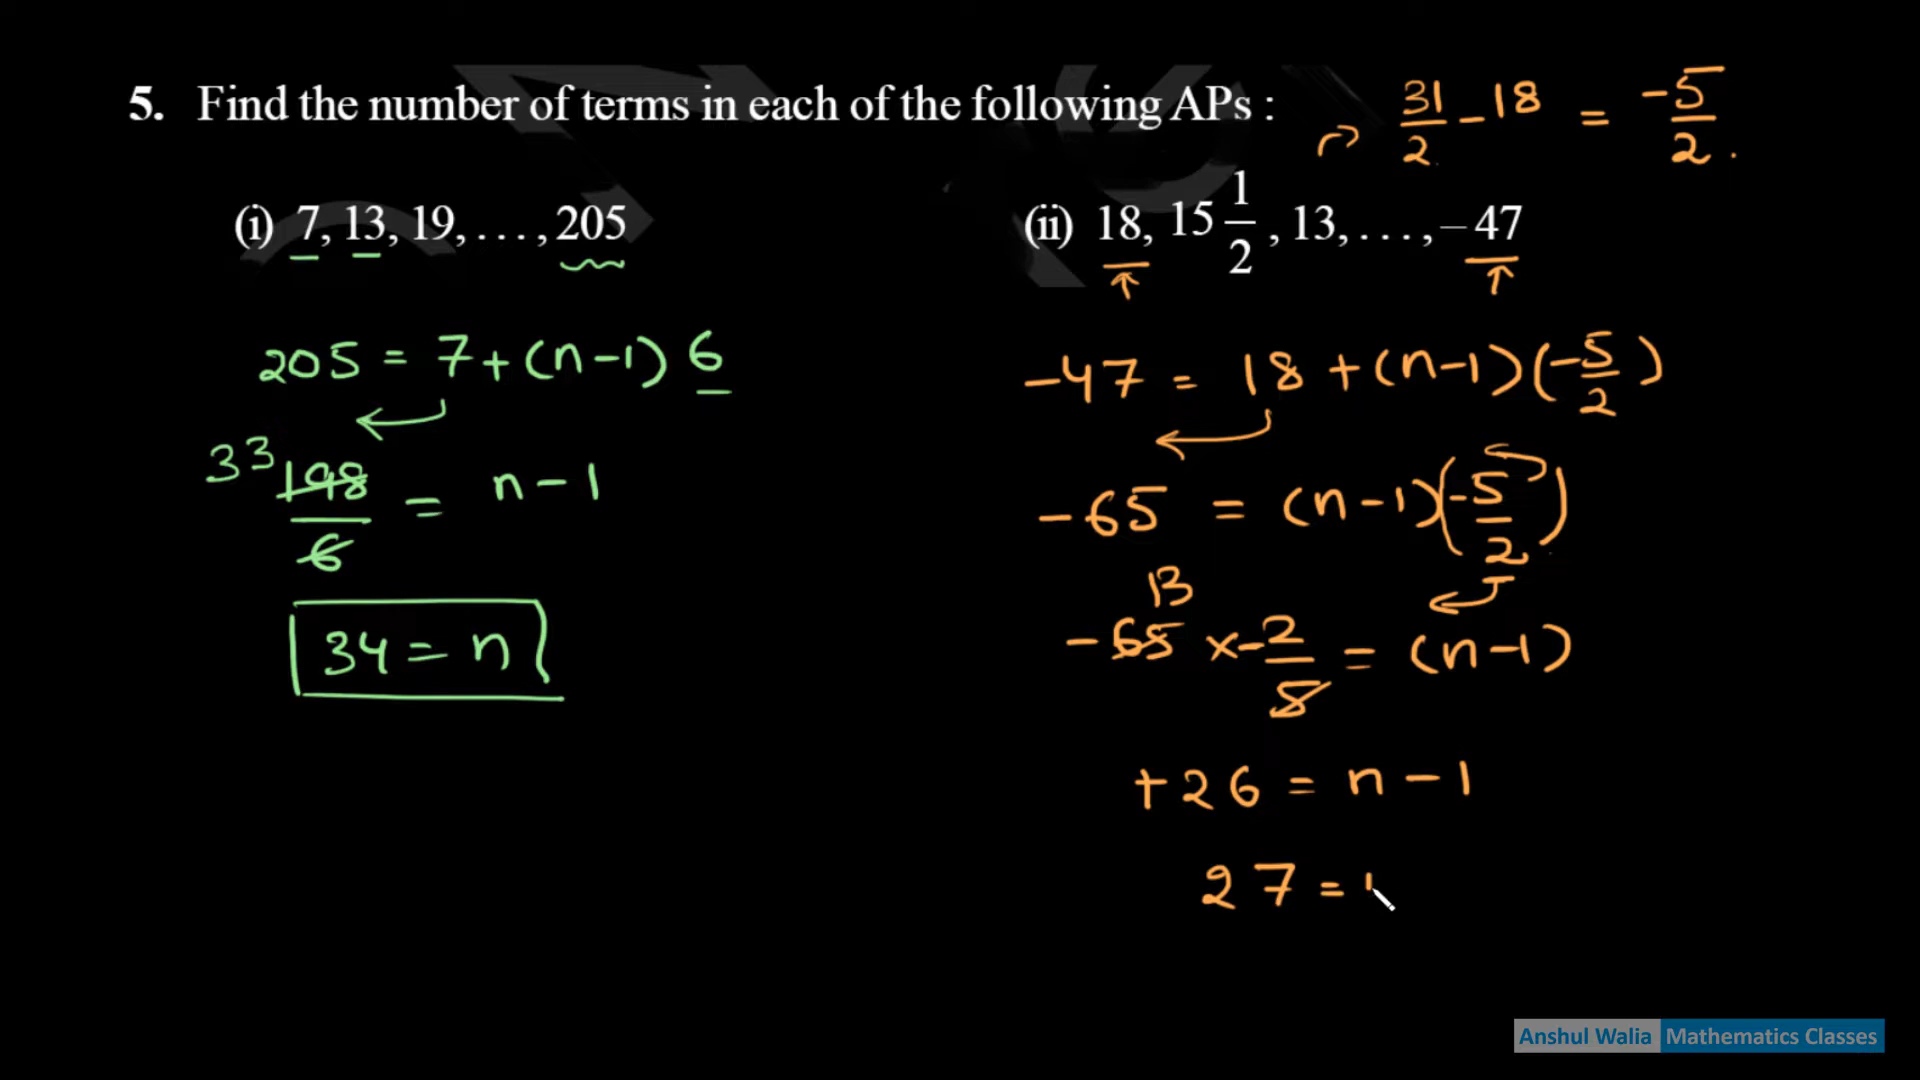 5. Find the number of terms in each of the following APs :
31/2 - 18 = -5/2 .
(i) 7, 13, 19, . . . , 205
(ii) 18, 15 1/2 , 13, . . . , – 47
205 = 7 + (n-1) 6
33 198/6 = n - 1
34 = n
-47 = 18 + (n-1)(-5/2)
-65 = (n-1)(-5/2)
13
-65 x -2/5 = (n-1)
+26 = n - 1
27 =
Anshul Walia Mathematics Classes